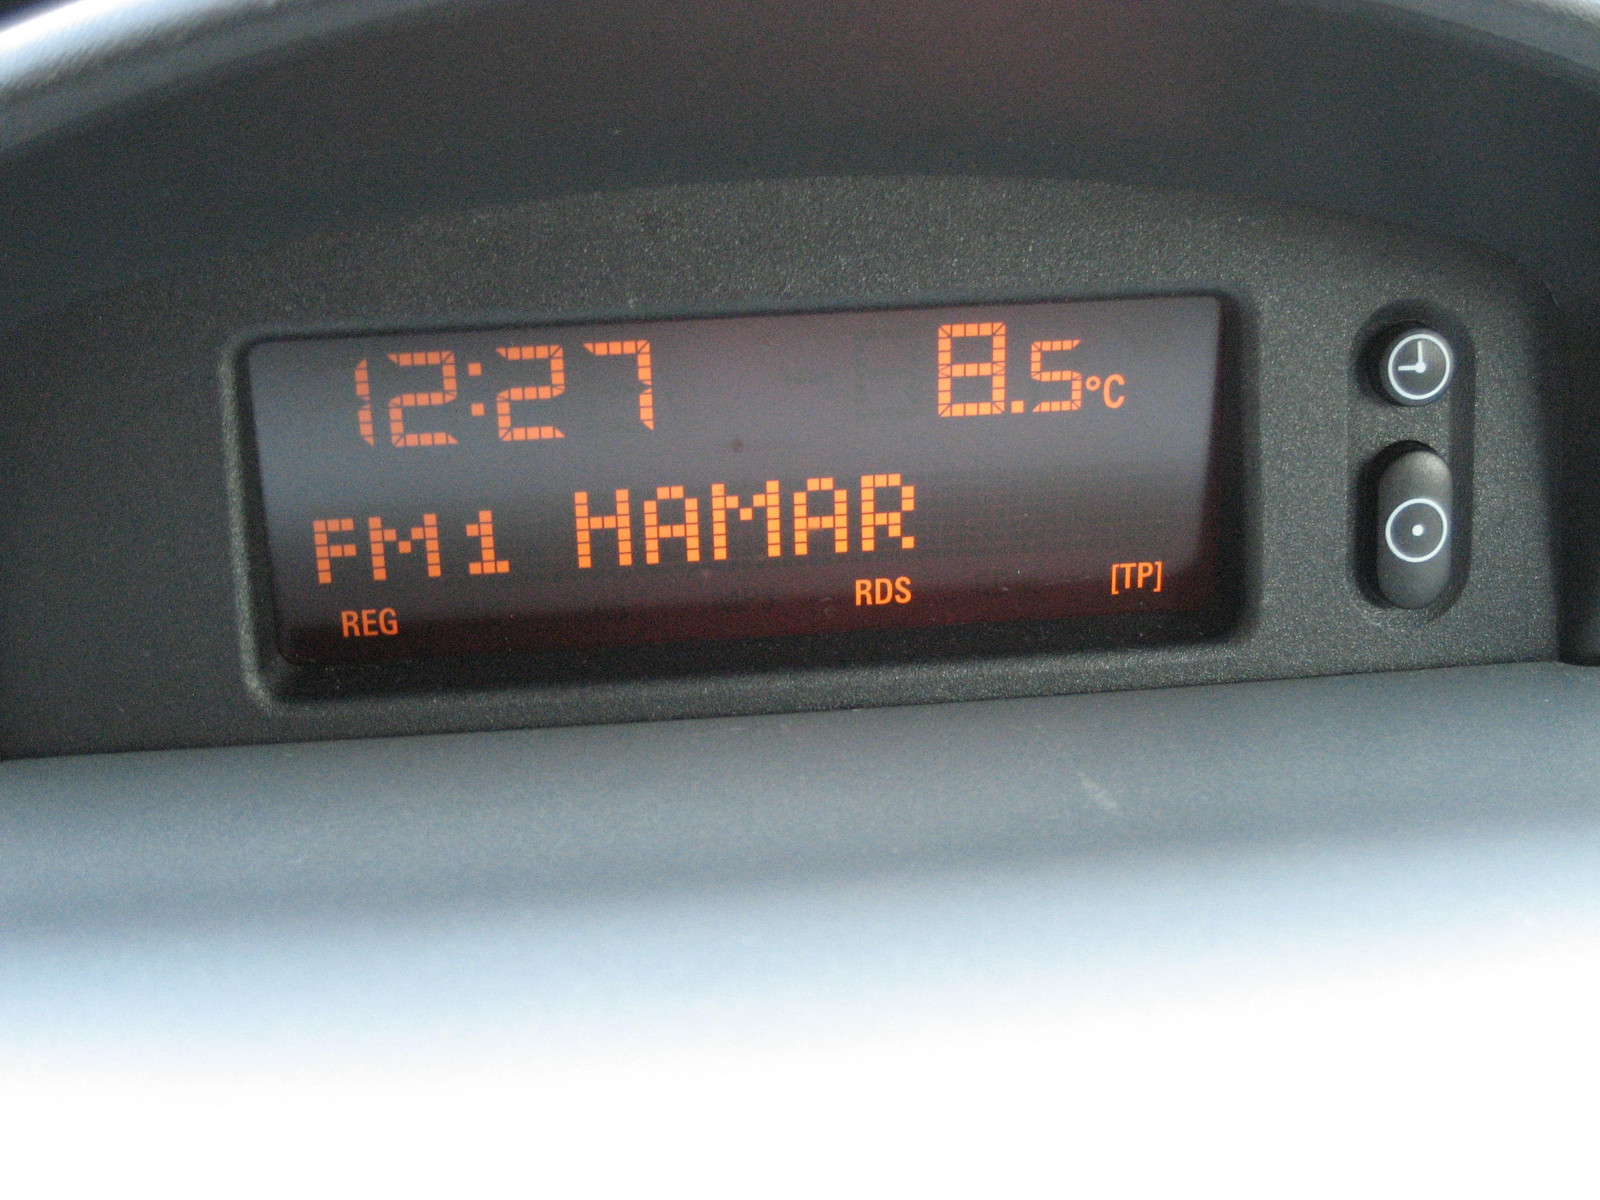 12:27 8.5°C
FM1 HAMAR
REG RDS [TP]